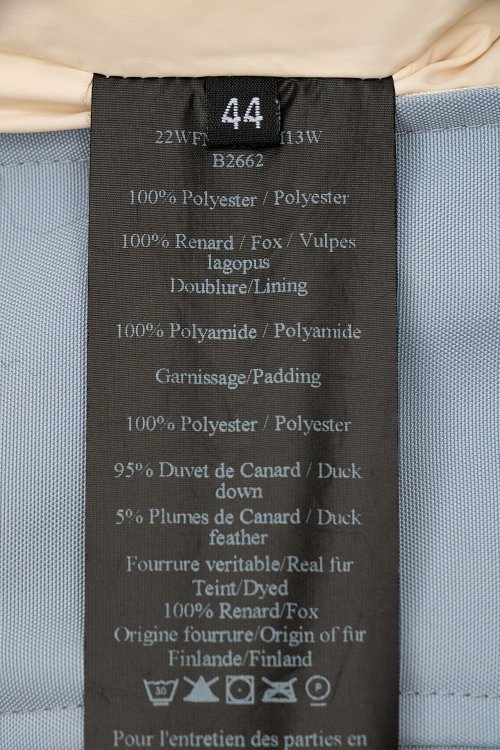 44
B2662
100% Polyester / Polyester
100% Renard / Fox / Vulpes
lagopus
Doublure/Lining
100% Polyamide / Polyamide
Garnissage/Padding
100% Polyester / Polyester
95% Duvet de Canard / Duck
down
5% Plumes de Canard / Duck
feather
Fourrure veritable/Real fur
Teint/Dyed
100% Renard/Fox
Origine fourrure/Origin of fur
Finlande/Finland
30 P
Pour l'entretien des parties en